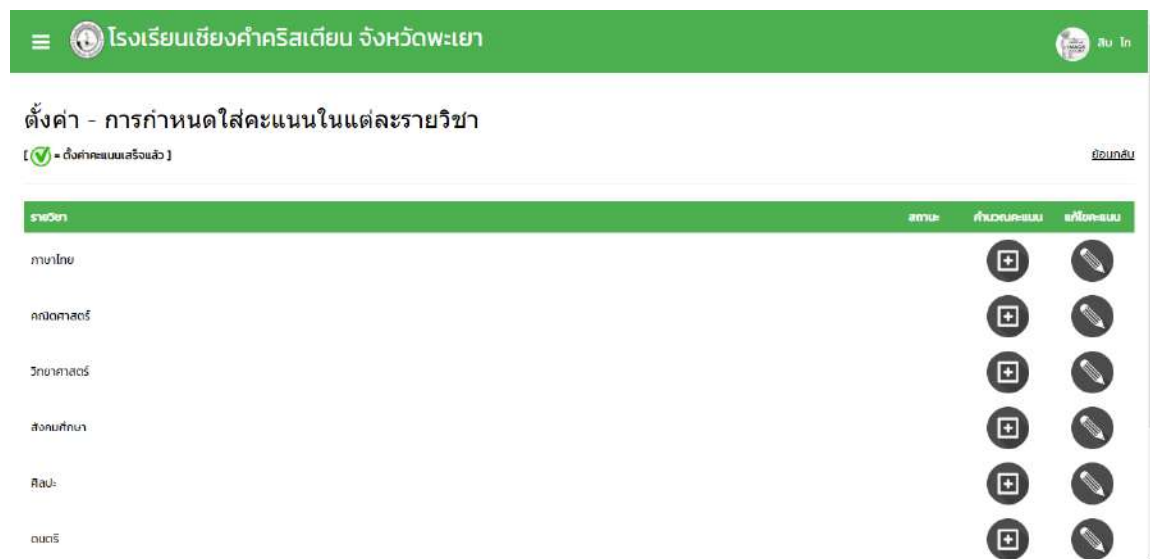 โรงเรียนเชียงคำคริสเตียน จังหวัดพะเยา
สิบ โท
ตั้งค่า - การกำหนดใส่คะแนนในแต่ละรายวิชา
[ = ตั้งค่าคะแนนเสร็จแล้ว ]
ย้อนกลับ
รายวิชา สถานะ คำนวณคะแนน แก้ไขคะแนน
ภาษาไทย
คณิตศาสตร์
วิทยาศาสตร์
สังคมศึกษา
ศิลปะ
ดนตรี